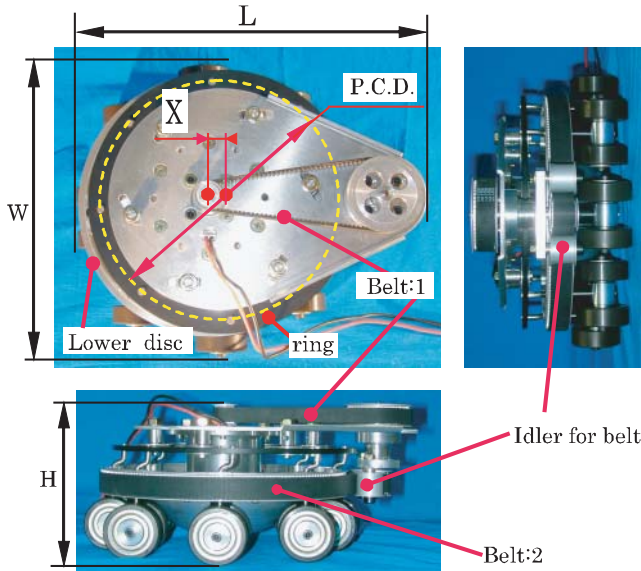 L
P.C.D.
X
W
Belt:1
Lower disc
ring
Idler for belt
H
Belt:2